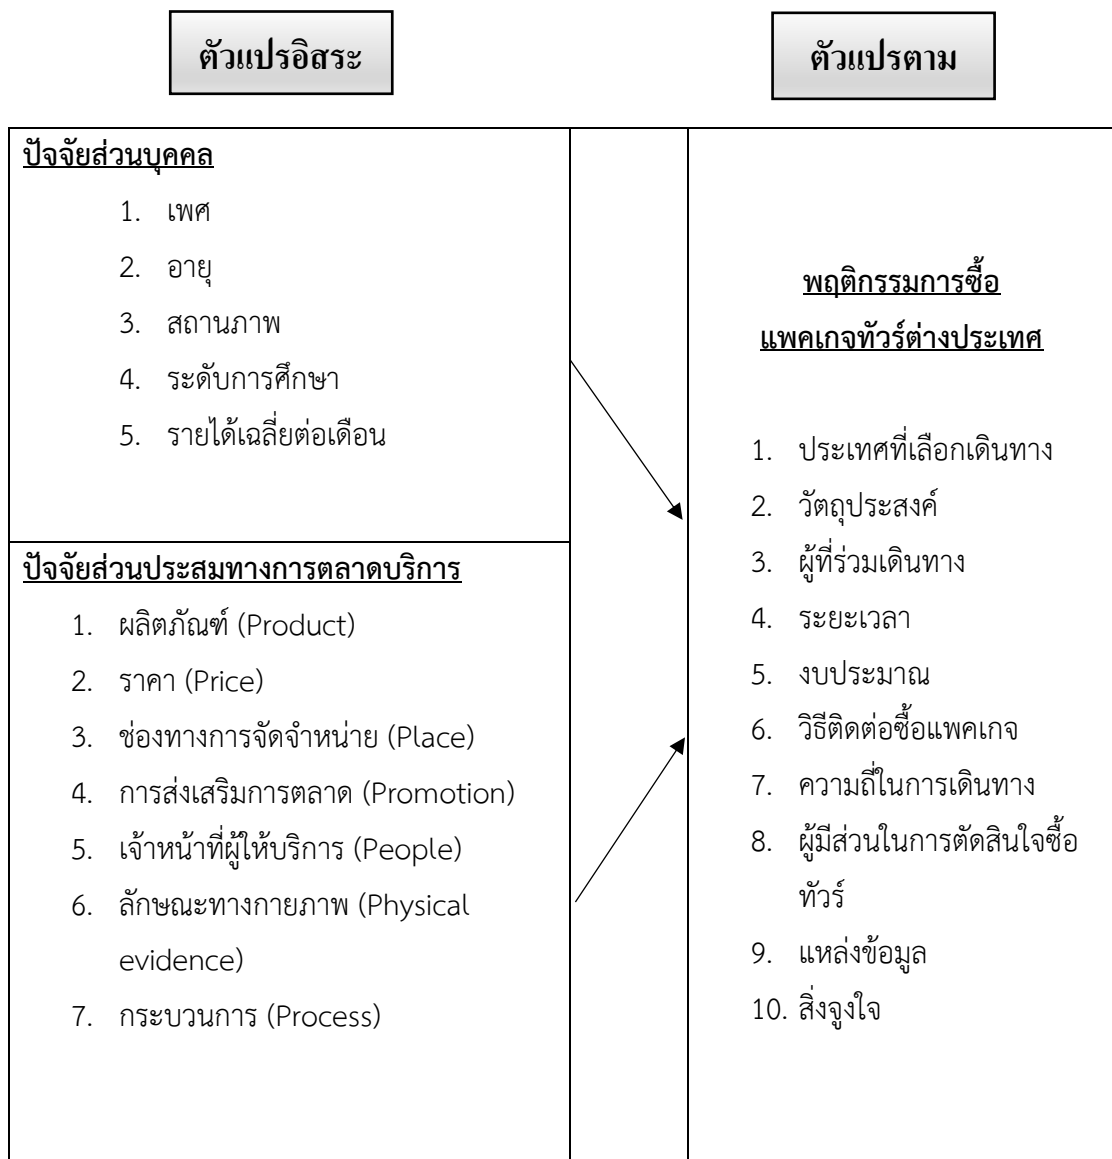 ตัวแปรอิสระ
ตัวแปรตาม
ปัจจัยส่วนบุคคล
1. เพศ
2. อายุ
3. สถานภาพ
4. ระดับการศึกษา
5. รายได้เฉลี่ยต่อเดือน
ปัจจัยส่วนประสมทางการตลาดบริการ
1. ผลิตภัณฑ์ (Product)
2. ราคา (Price)
3. ช่องทางการจัดจำหน่าย (Place)
4. การส่งเสริมการตลาด (Promotion)
5. เจ้าหน้าที่ผู้ให้บริการ (People)
6. ลักษณะทางกายภาพ (Physical
evidence)
7. กระบวนการ (Process)
พฤติกรรมการซื้อ
แพคเกจทัวร์ต่างประเทศ
1. ประเทศที่เลือกเดินทาง
2. วัตถุประสงค์
3. ผู้ที่ร่วมเดินทาง
4. ระยะเวลา
5. งบประมาณ
6. วิธีติดต่อซื้อแพคเกจ
7. ความถี่ในการเดินทาง
8. ผู้มีส่วนในการตัดสินใจซื้อ
ทัวร์
9. แหล่งข้อมูล
10. สิ่งจูงใจ